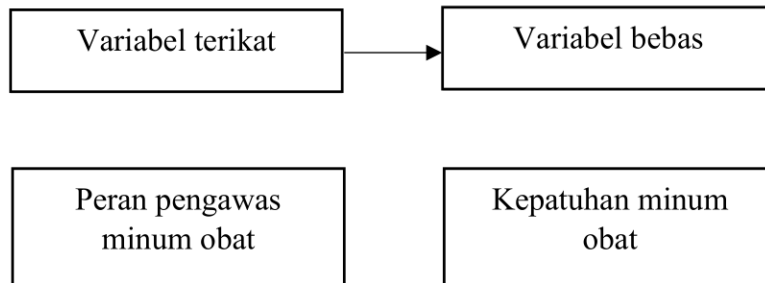 Variabel terikat
Variabel bebas
Peran pengawas
minum obat
Kepatuhan minum
obat